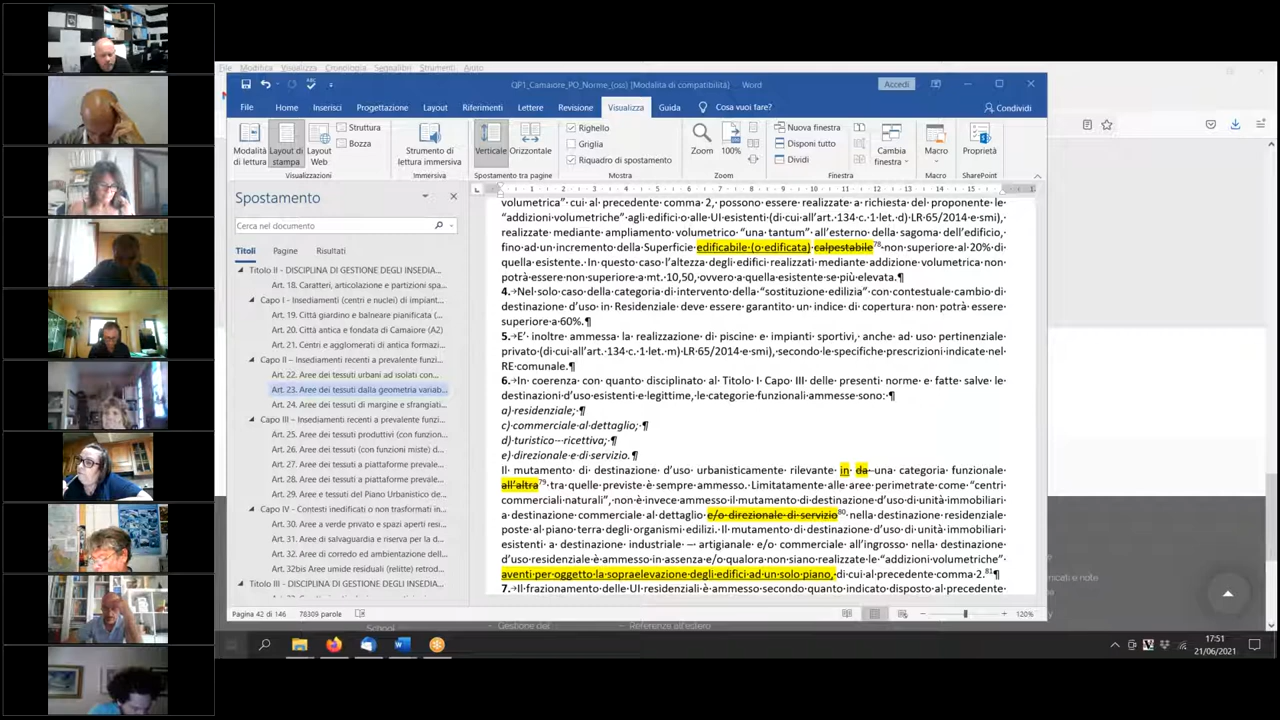 File Modifica Visualizza Cronologia Segnalibri Strumenti Aiuto
QP1_Camaiore_PO_Norme_(oss) [Modalità di compatibilità] - Word
Accedi
File Home Inserisci Progettazione Layout Riferimenti Lettere Revisione Visualizza Guida Cosa vuoi fare? Condividi
Modalità di lettura
Layout di stampa
Layout Web
Struttura
Bozza
Strumento di lettura immersiva
Verticale
Orizzontale
Righello
Griglia
Riquadro di spostamento
Zoom
100%
Nuova finestra
Disponi tutto
Dividi
Cambia finestra
Macro
Proprietà
Visualizzazioni Immersiva Spostamento tra pagine Mostra Zoom Finestra Macro SharePoint
Spostamento
Cerca nel documento
Titoli Pagine Risultati
Titolo II - DISCIPLINA DI GESTIONE DEGLI INSEDIA...
Art. 18. Caratteri, articolazione e partizioni spa...
Capo I - Insediamenti (centri e nuclei) di impiant...
Art. 19. Città giardino e balneare pianificata (...
Art. 20. Città antica e fondata di Camaiore (A2)
Art. 21. Centri e agglomerati di antica formazi...
Capo II – Insediamenti recenti a prevalente funzi...
Art. 22. Aree dei tessuti urbani ad isolati con...
Art. 23. Aree dei tessuti dalla geometria variab...
Art. 24. Aree dei tessuti di margine e sfrangiati...
Capo III – Insediamenti recenti a prevalente funzi...
Art. 25. Aree dei tessuti produttivi (con funzion...
Art. 26. Aree dei tessuti (con funzioni miste) d...
Art. 27. Aree dei tessuti a piattaforme prevale...
Art. 28. Aree dei tessuti a piattaforma prevale...
Art. 29. Aree e tessuti del Piano Urbanistico de...
Capo IV – Contesti inedificati o non trasformati in...
Art. 30. Aree a verde privato e spazi aperti resi...
Art. 31. Aree di salvaguardia e riserva per la d...
Art. 32. Aree di corredo ed ambientazione dell...
Art. 32bis Aree umide residuali (relitte) retrod...
Titolo III - DISCIPLINA DI GESTIONE DEGLI INSEDIA...
volumetrica" cui al precedente comma 2, possono essere realizzate a richiesta del proponente le
"addizioni volumetriche" agli edifici o alle UI esistenti (di cui all'art. 134 c. 1 let. d) LR 65/2014 e smi),
realizzate mediante ampliamento volumetrico "una tantum" all'esterno della sagoma dell'edificio,
fino ad un incremento della Superficie edificabile (o edificata) calpestabile78 non superiore al 20% di
quella esistente. In questo caso l'altezza degli edifici realizzati mediante addizione volumetrica non
potrà essere non superiore a mt. 10,50, ovvero a quella esistente se più elevata.¶
4. Nel solo caso della categoria di intervento della "sostituzione edilizia" con contestuale cambio di
destinazione d'uso in Residenziale deve essere garantito un indice di copertura non potrà essere
superiore a 60%.¶
5. E' inoltre ammessa la realizzazione di piscine e impianti sportivi, anche ad uso pertinenziale
privato (di cui all'art. 134 c. 1 let. m) LR 65/2014 e smi), secondo le specifiche prescrizioni indicate nel
RE comunale.¶
6. In coerenza con quanto disciplinato al Titolo I Capo III delle presenti norme e fatte salve le
destinazioni d'uso esistenti e legittime, le categorie funzionali ammesse sono: ¶
a) residenziale; ¶
c) commerciale al dettaglio; ¶
d) turistico – ricettiva; ¶
e) direzionale e di servizio.¶
Il mutamento di destinazione d'uso urbanisticamente rilevante in da una categoria funzionale
all'altra79 tra quelle previste è sempre ammesso. Limitatamente alle aree perimetrate come "centri
commerciali naturali", non è invece ammesso il mutamento di destinazione d'uso di unità immobiliari
a destinazione commerciale al dettaglio e/o direzionale di servizio80 nella destinazione residenziale
poste al piano terra degli organismi edilizi. Il mutamento di destinazione d'uso di unità immobiliari
esistenti a destinazione industriale – artigianale e/o commerciale all'ingrosso nella destinazione
d'uso residenziale è ammesso in assenza e/o qualora non siano realizzate le "addizioni volumetriche"
aventi per oggetto la sopraelevazione degli edifici ad un solo piano, di cui al precedente comma 2.81¶
7. Il frazionamento delle UI residenziali è ammesso secondo quanto indicato disposto al precedente
Pagina 42 di 146 78309 parole 120%
School Gestione dei Referenze all'estero
17:51
21/06/2021